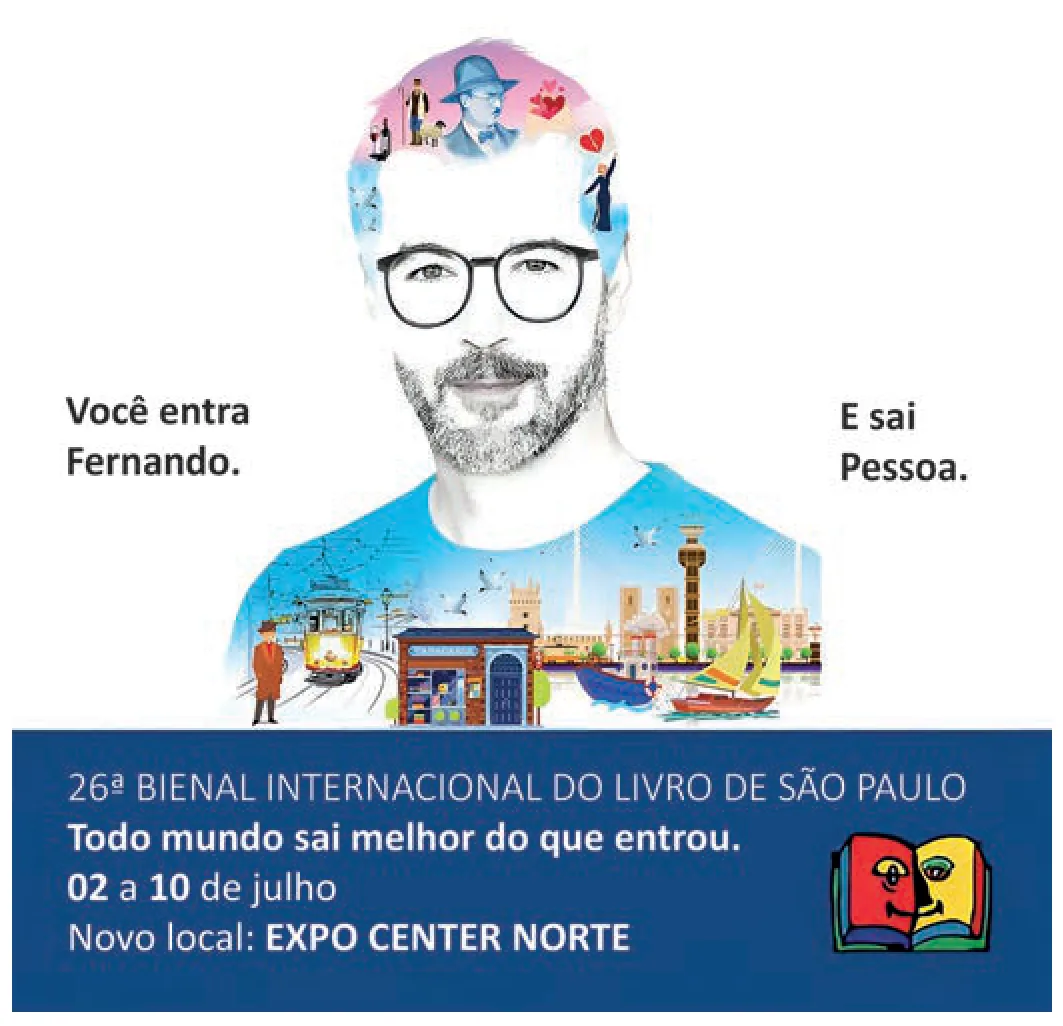 Você entra
Fernando.
E sai
Pessoa.
TABACARIA
26ª BIENAL INTERNACIONAL DO LIVRO DE SÃO PAULO
Todo mundo sai melhor do que entrou.
02 a 10 de julho
Novo local: EXPO CENTER NORTE